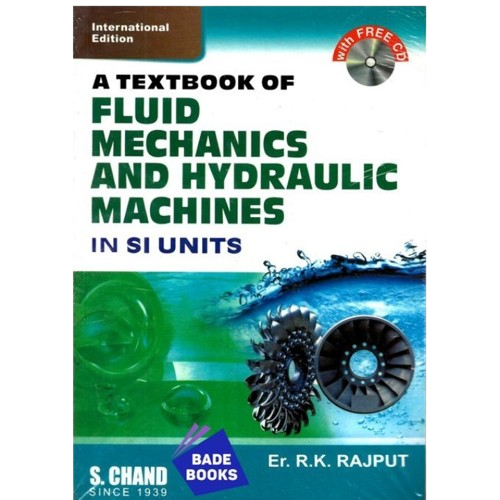 International
Edition
with FREE CD
A TEXTBOOK OF
FLUID
MECHANICS
AND HYDRAULIC
MACHINES
IN SI UNITS
BADE
BOOKS
Er. R.K. RAJPUT
S. CHAND
SINCE 1939